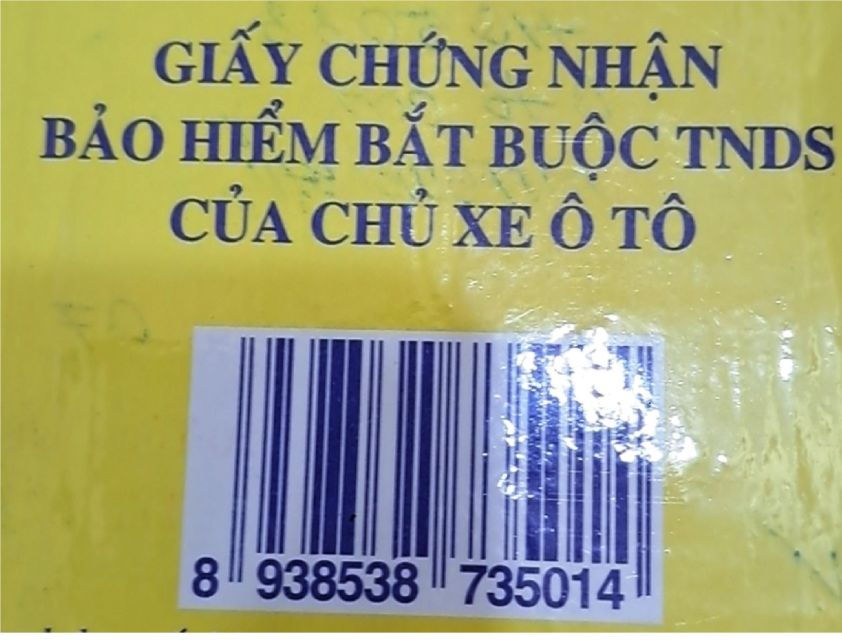 GIẤY CHỨNG NHẬN
BẢO HIỂM BẮT BUỘC TNDS
CỦA CHỦ XE Ô TÔ
8 938538 735014